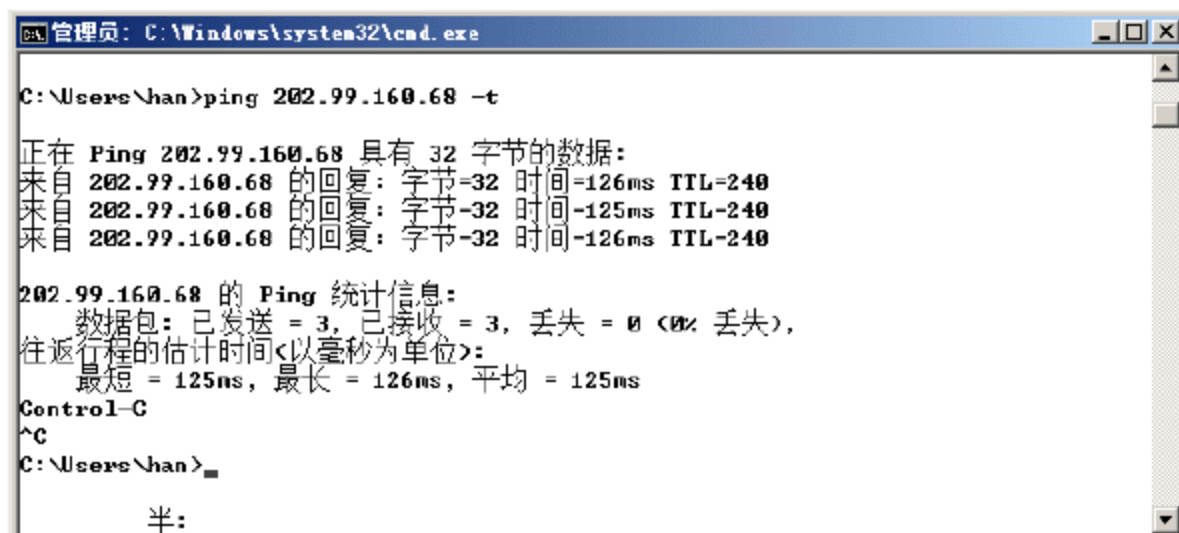 管理员: C:\Windows\system32\cmd.exe
C:\Users\han>ping 202.99.160.68 -t
正在 Ping 202.99.160.68 具有 32 字节的数据:
来自 202.99.160.68 的回复: 字节=32 时间=126ms TTL=240
来自 202.99.160.68 的回复: 字节=32 时间=125ms TTL=240
来自 202.99.160.68 的回复: 字节=32 时间=126ms TTL=240
202.99.160.68 的 Ping 统计信息:
数据包: 已发送 = 3, 已接收 = 3, 丢失 = 0 (0% 丢失),
往返行程的估计时间(以毫秒为单位):
最短 = 125ms, 最长 = 126ms, 平均 = 125ms
Control-C
^C
C:\Users\han>_
半: